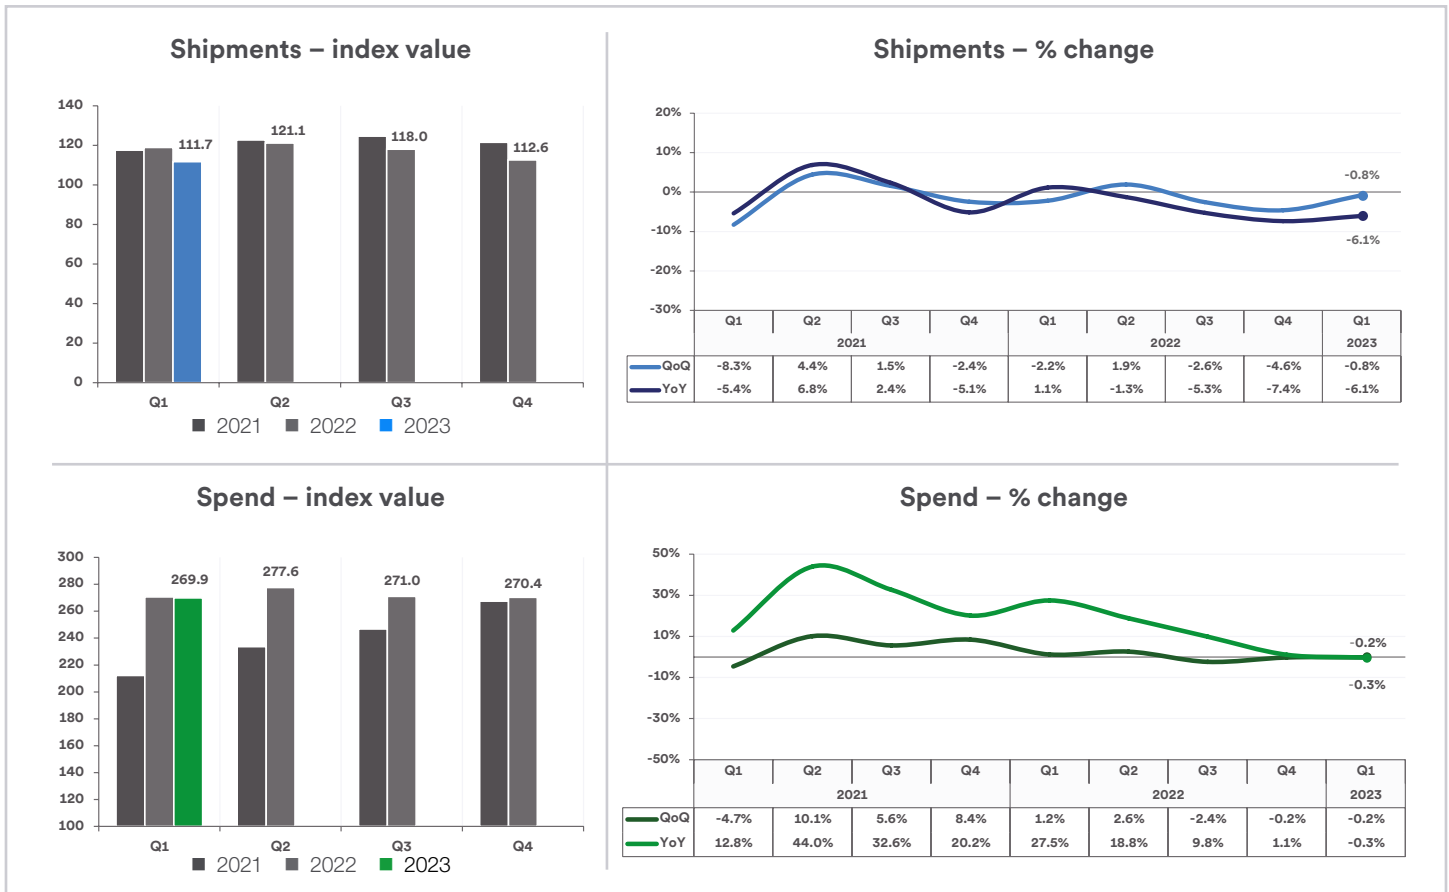 Shipments – index value
140
120
100
80
60
40
20
0
111.7
121.1
118.0
112.6
Q1 Q2 Q3 Q4
2021 2022 2023
Shipments – % change
20%
10%
0%
-10%
-20%
-30%
-0.8%
-6.1%
Q1 Q2 Q3 Q4 Q1 Q2 Q3 Q4 Q1
2021 2022 2023
QoQ -8.3% 4.4% 1.5% -2.4% -2.2% 1.9% -2.6% -4.6% -0.8%
YoY -5.4% 6.8% 2.4% -5.1% 1.1% -1.3% -5.3% -7.4% -6.1%
Spend – index value
300
280
260
240
220
200
180
160
140
120
100
269.9
277.6
271.0
270.4
Q1 Q2 Q3 Q4
2021 2022 2023
Spend – % change
50%
30%
10%
-10%
-30%
-50%
-0.2%
-0.3%
Q1 Q2 Q3 Q4 Q1 Q2 Q3 Q4 Q1
2021 2022 2023
QoQ -4.7% 10.1% 5.6% 8.4% 1.2% 2.6% -2.4% -0.2% -0.2%
YoY 12.8% 44.0% 32.6% 20.2% 27.5% 18.8% 9.8% 1.1% -0.3%